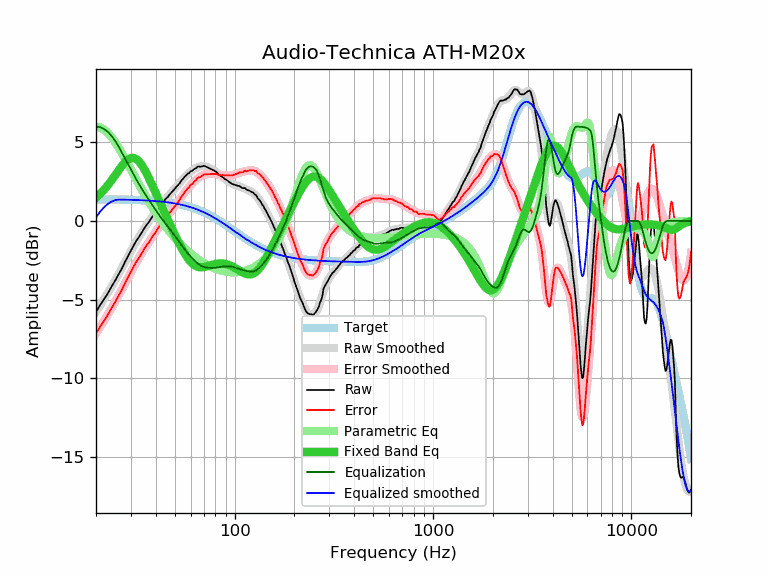 Audio-Technica ATH-M20x
Amplitude (dBr)
5
0
−5
−10
−15
Target
Raw Smoothed
Error Smoothed
Raw
Error
Parametric Eq
Fixed Band Eq
Equalization
Equalized smoothed
100 1000 10000
Frequency (Hz)